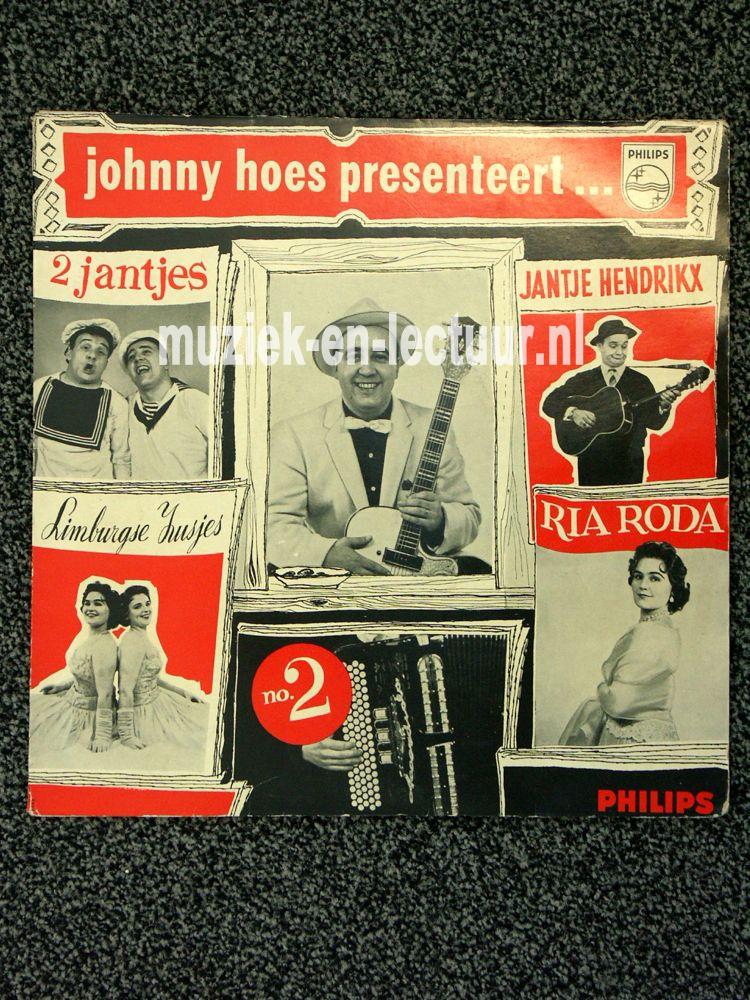 johnny hoes presenteert...
PHILIPS
2 jantjes
JANTJE HENDRIKX
muziek-en-lectuur.nl
Limburgse Zusjes
RIA RODA
no. 2
PHILIPS